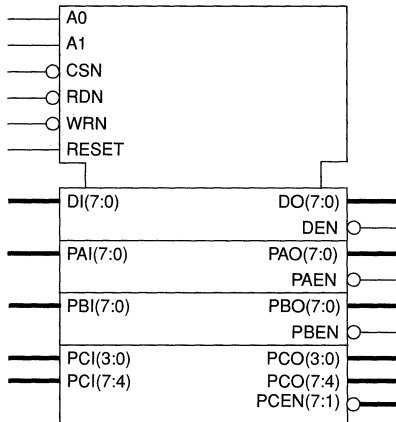 A0
A1
CSN
RDN
WRN
RESET
DI(7:0) DO(7:0)
DEN
PAI(7:0) PAO(7:0)
PAEN
PBI(7:0) PBO(7:0)
PBEN
PCI(3:0) PCO(3:0)
PCI(7:4) PCO(7:4)
PCEN(7:1)